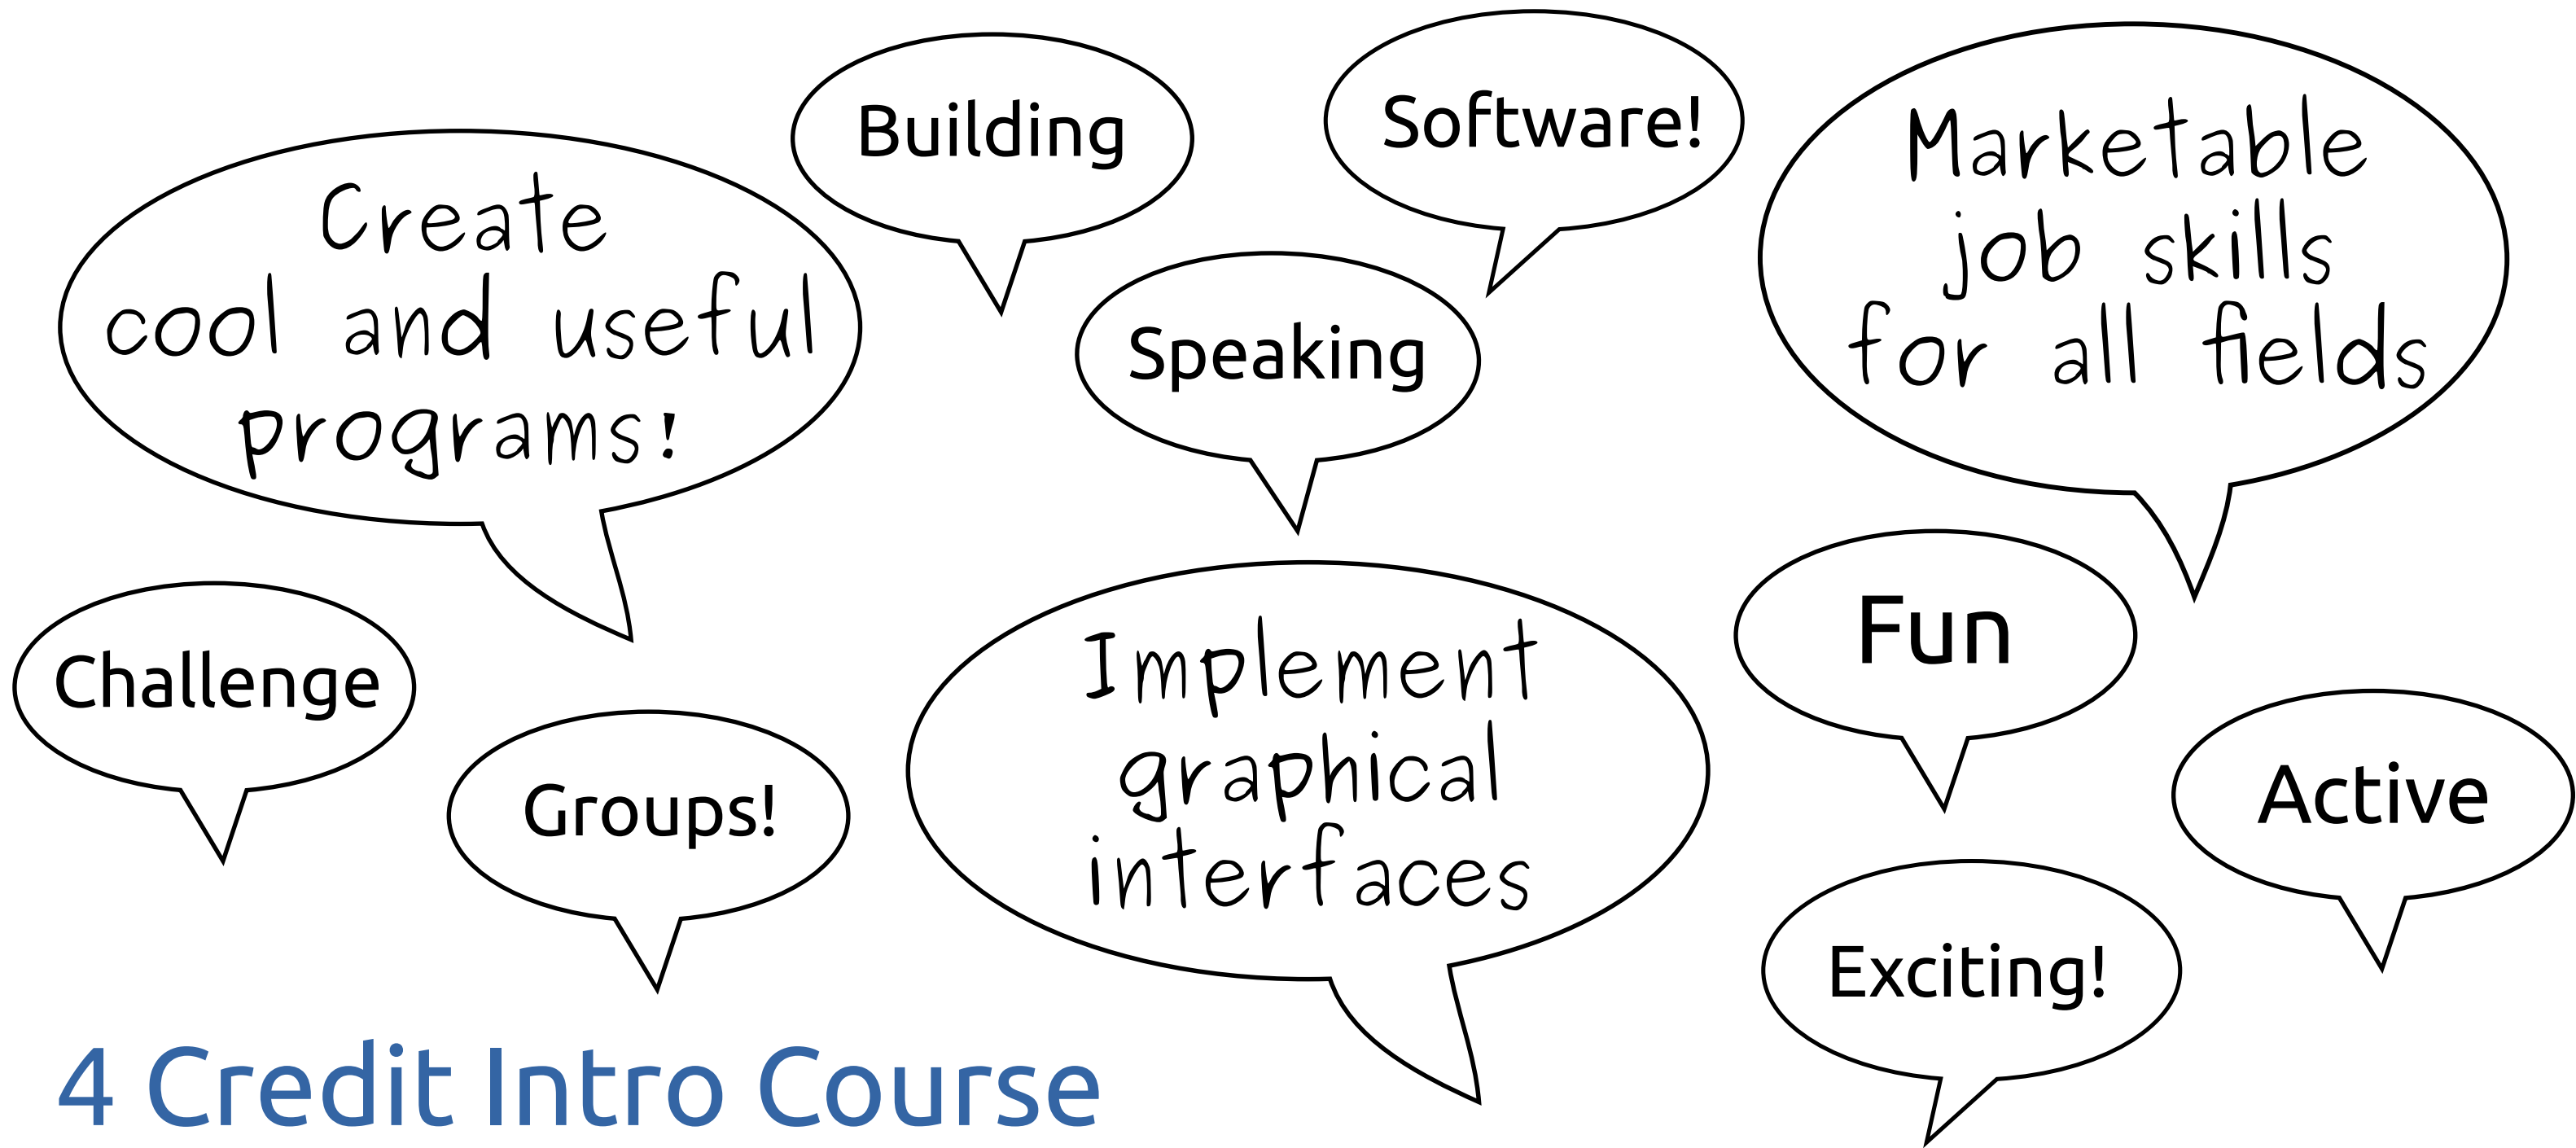 Building
Software!
Marketable
job skills
for all fields
Create
cool and useful
programs!
Speaking
Challenge
Groups!
Implement
graphical
interfaces
Fun
Active
Exciting!
4 Credit Intro Course